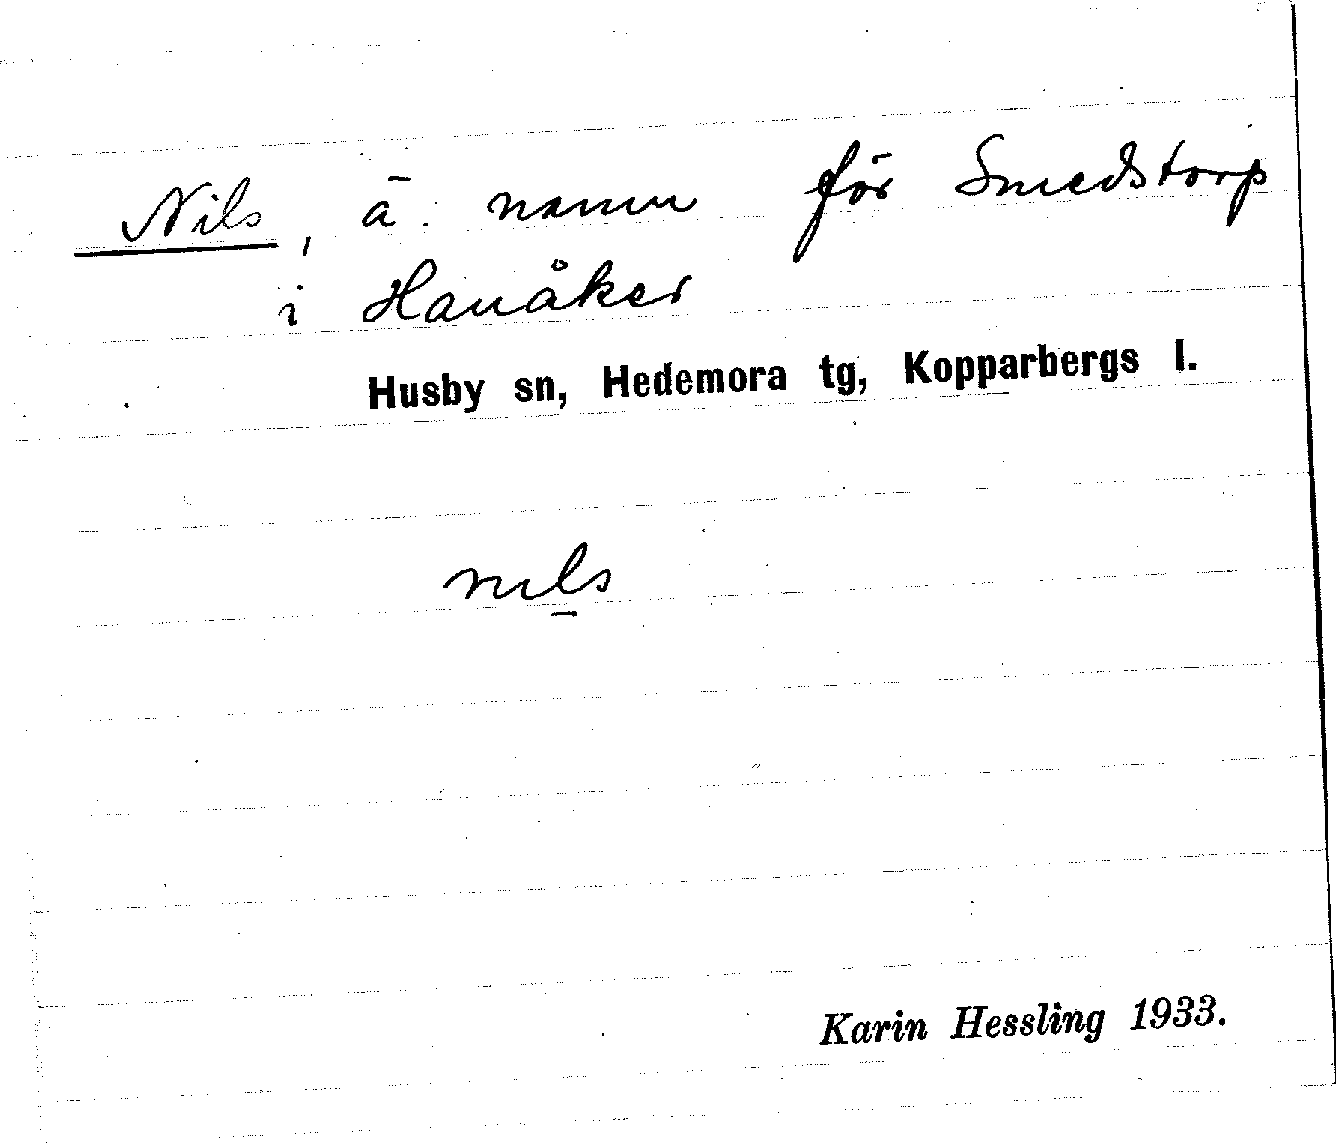 Nils, ä. namn för Smedstorp
i Hanåker
Husby sn, Hedemora tg, Kopparbergs l.
nils
Karin Hessling 1933.